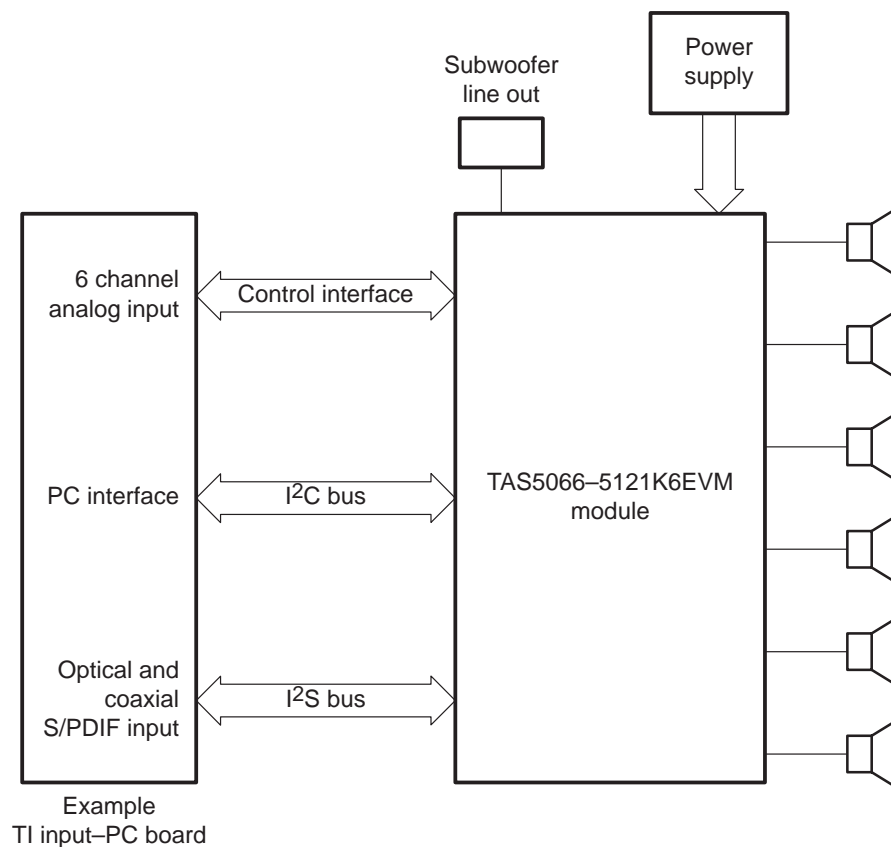 Power
supply
Subwoofer
line out
6 channel
analog input
Control interface
PC interface
I2C bus
TAS5066–5121K6EVM
module
Optical and
coaxial
S/PDIF input
I2S bus
Example
TI input–PC board